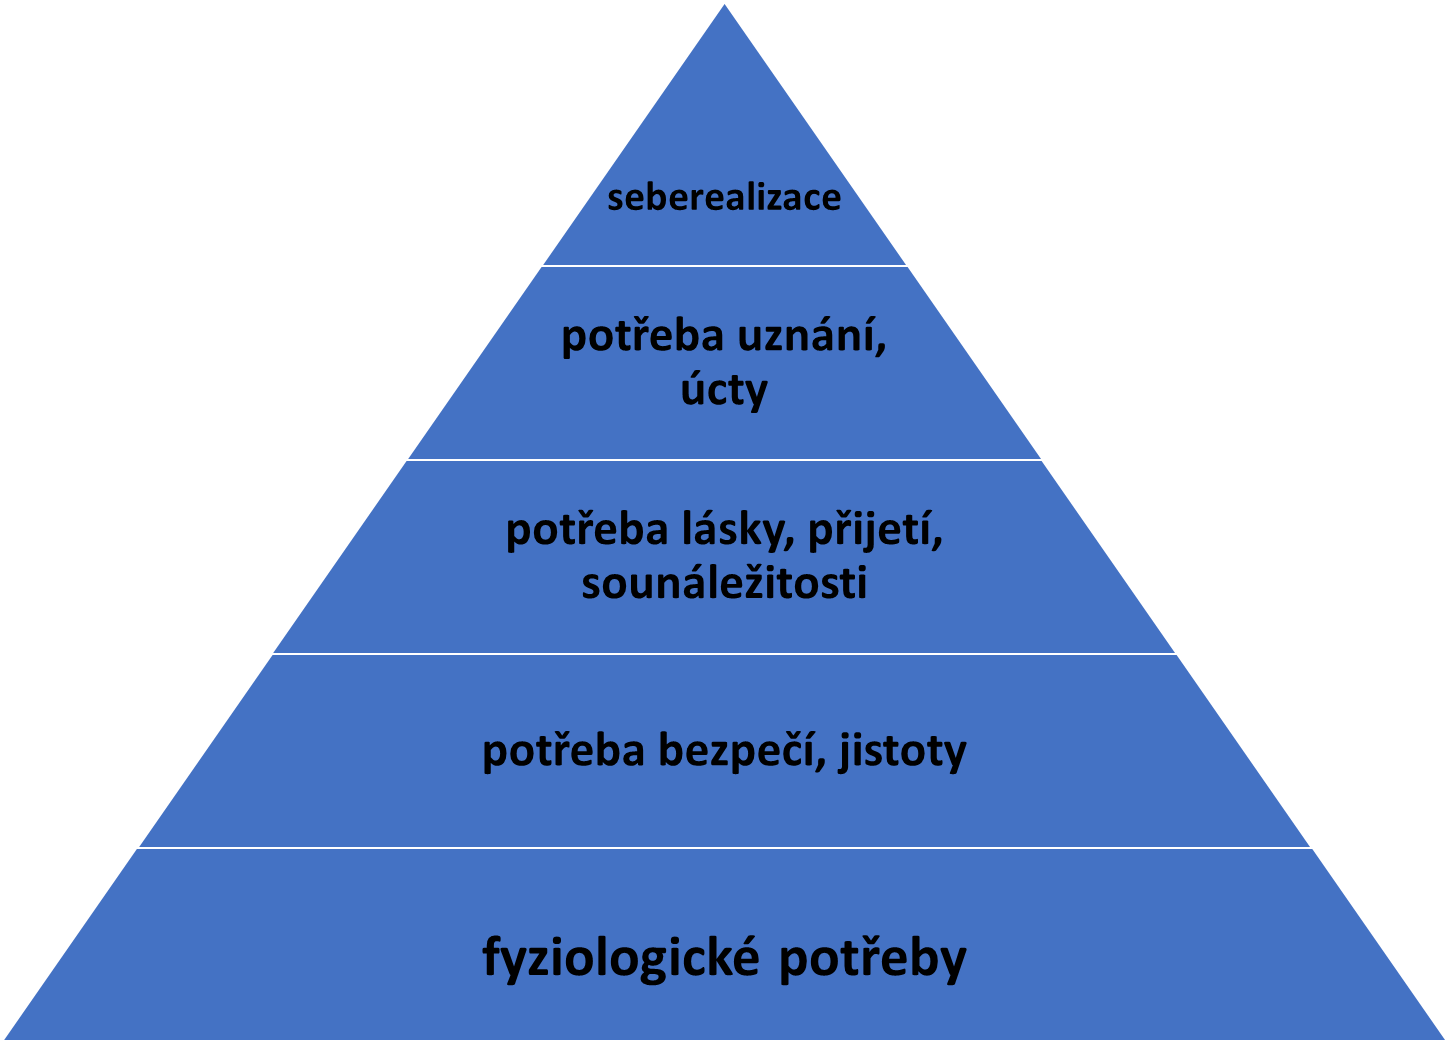 seberealizace
potřeba uznání,
úcty
potřeba lásky, přijetí,
sounáležitosti
potřeba bezpečí, jistoty
fyziologické potřeby